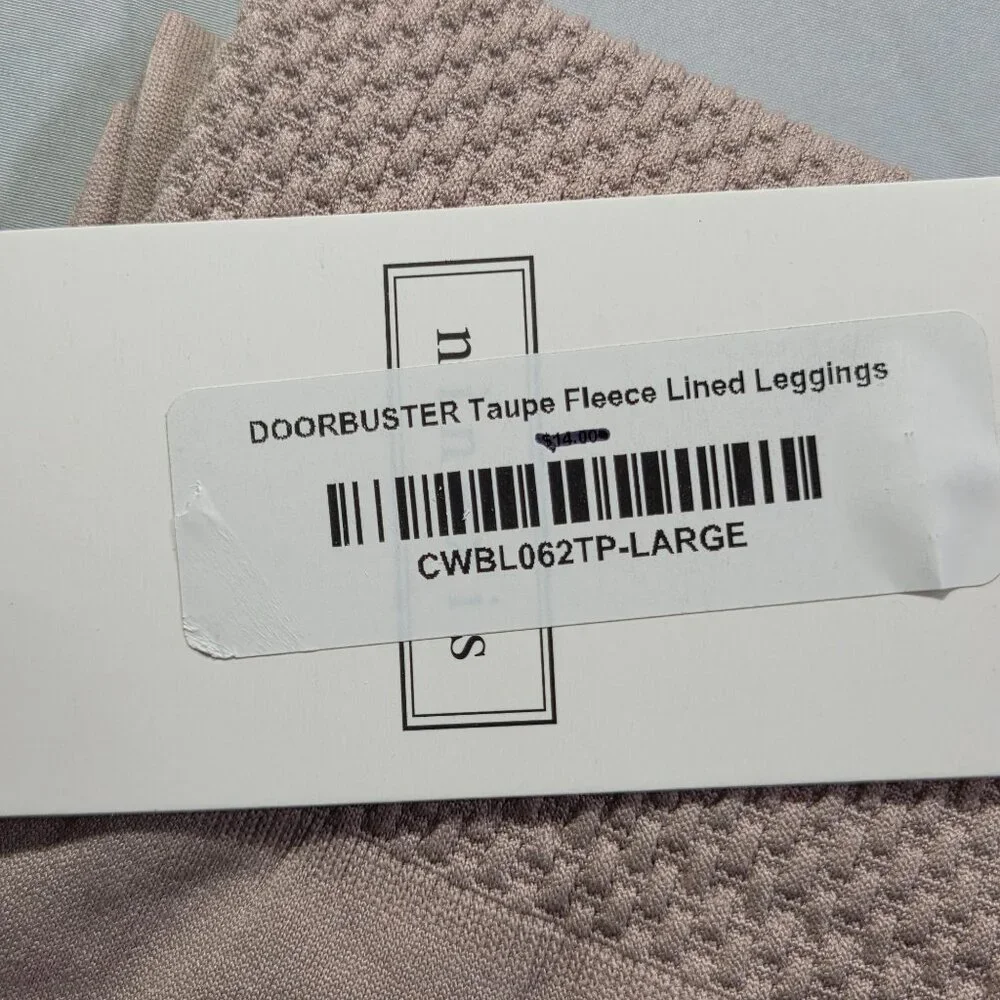 DOORBUSTER Taupe Fleece Lined Leggings
$14.00
CWBL062TP-LARGE